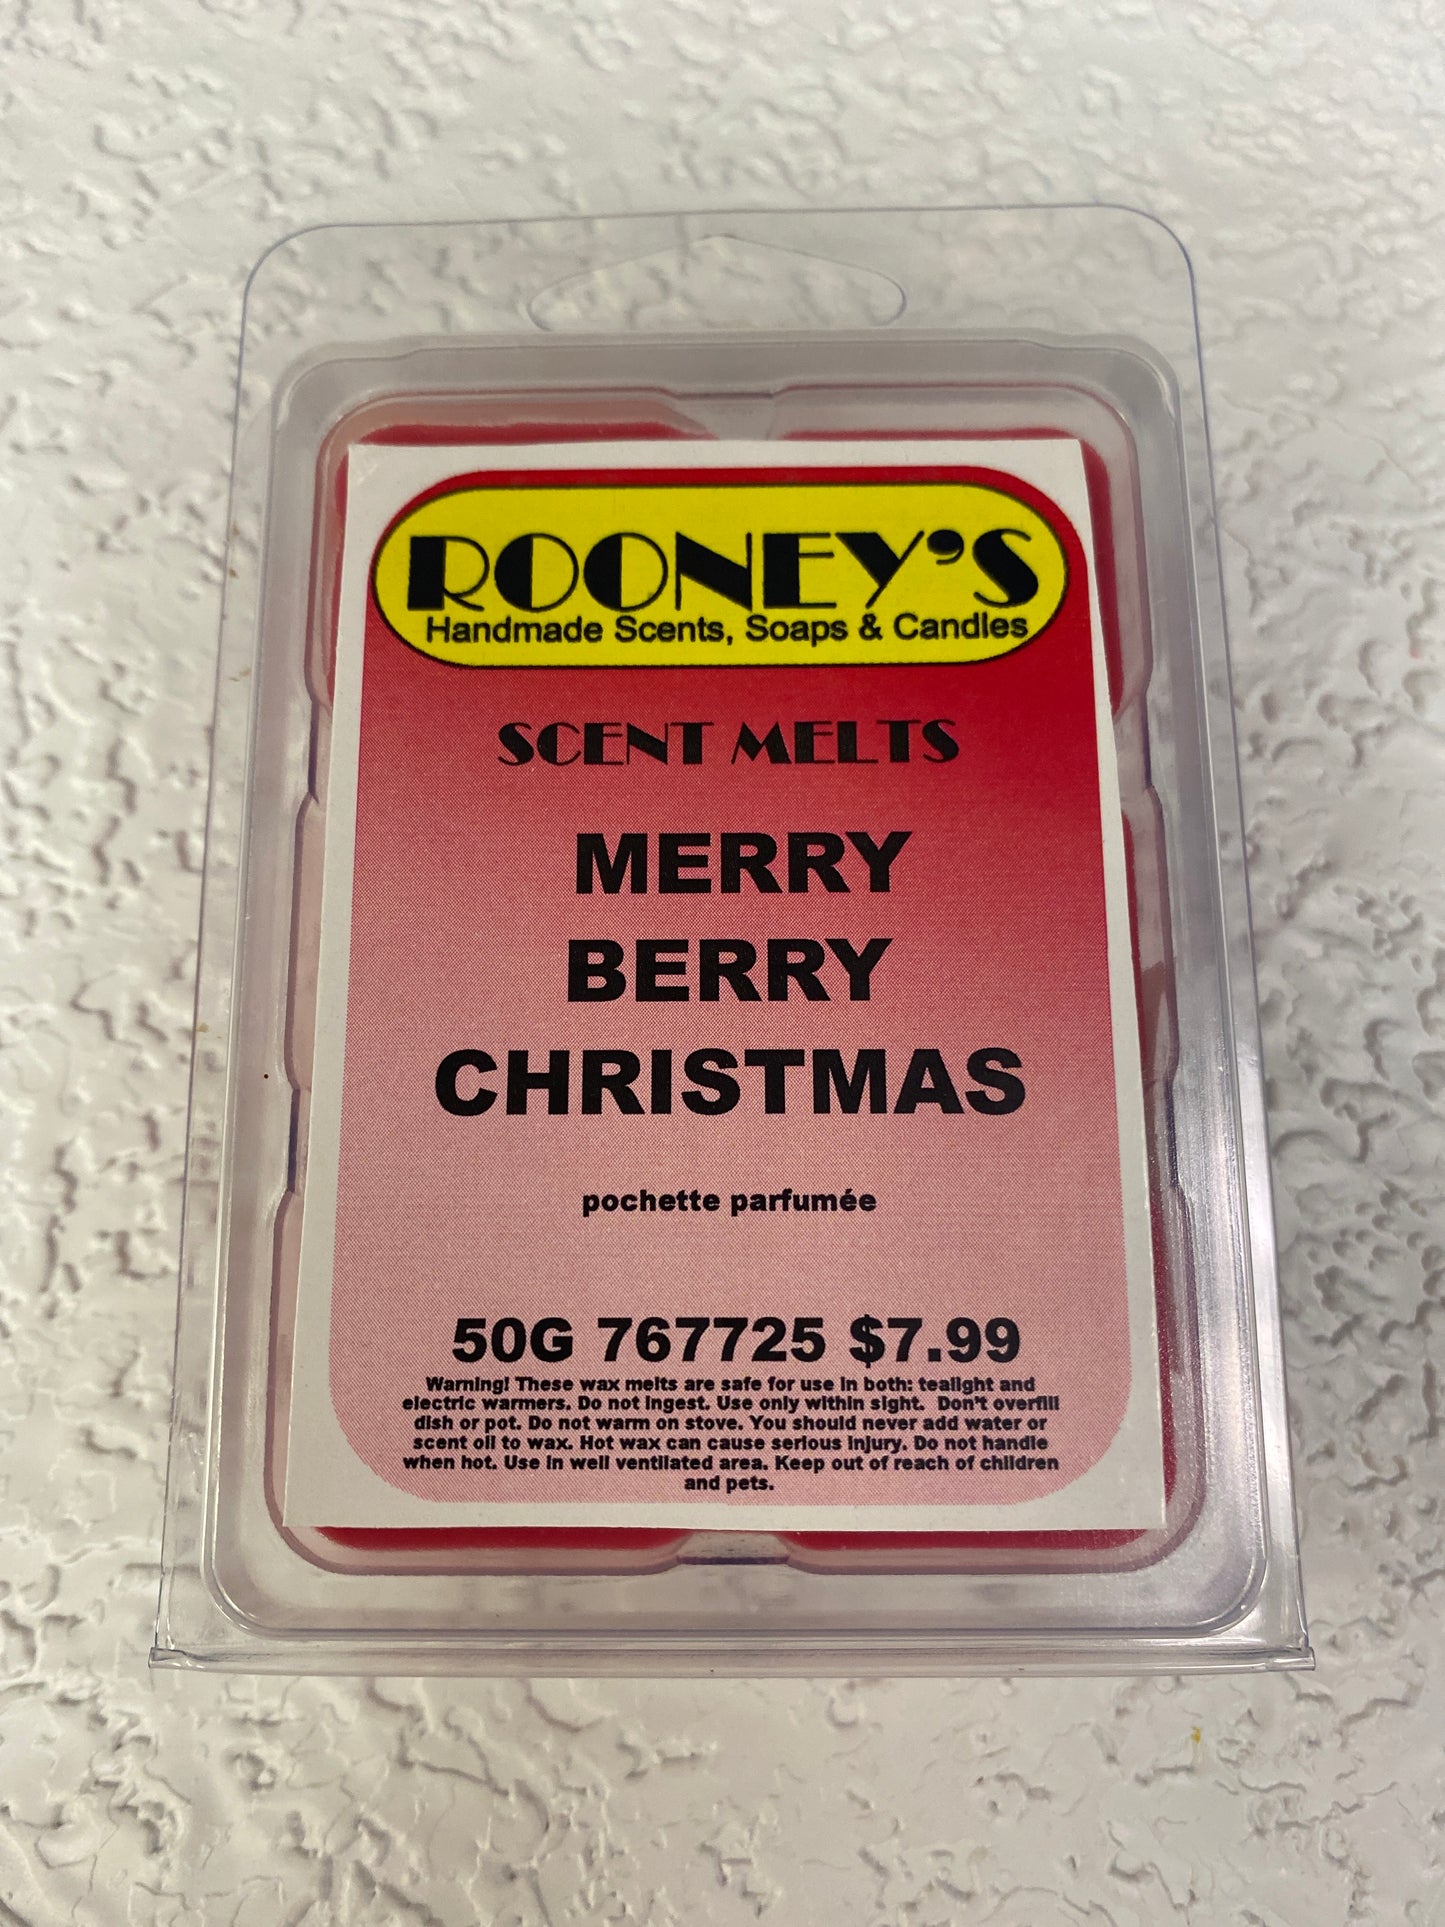 ROONEY'S
Handmade Scents, Soaps & Candles
SCENT MELTS
MERRY
BERRY
CHRISTMAS
pochette parfumée
50G 767725 $7.99
Warning! These wax melts are safe for use in both: tealight and
electric warmers. Do not ingest. Use only within sight.  Don't overfill
dish or pot. Do not warm on stove. You should never add water or
scent oil to wax. Hot wax can cause serious injury. Do not handle
when hot. Use in well ventilated area. Keep out of reach of children
and pets.